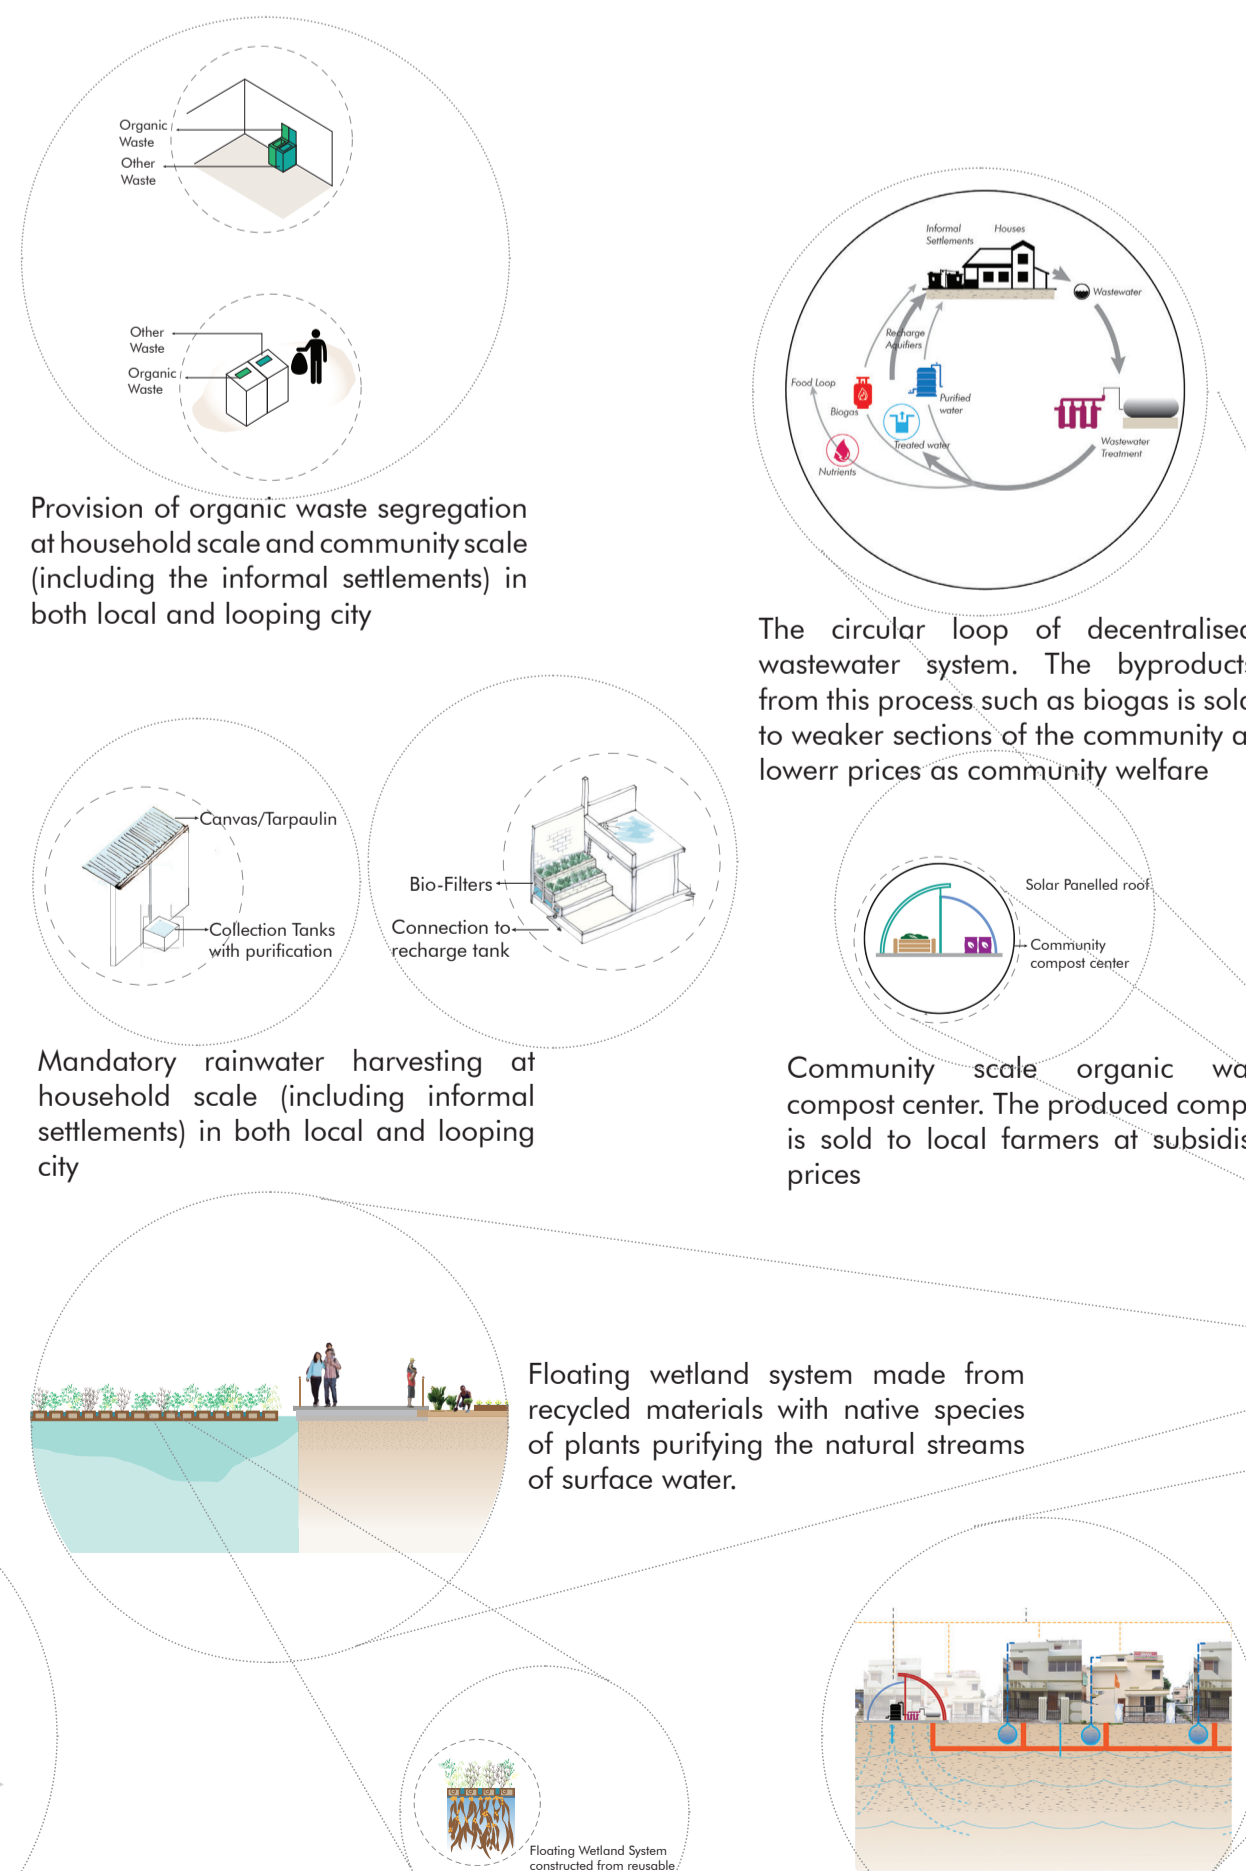 Organic
Waste
Other
Waste
Other
Waste
Organic
Waste
Provision of organic waste segregation
at household scale and community scale
(including the informal settlements) in
both local and looping city
Informal
Settlements
Houses
Wastewater
Recharge
Aquifiers
Food Loop
Biogas
Purified
water
Treated water
Nutrients
Wastewater
Treatment
The circular loop of decentralised
wastewater system. The byproducts
from this process such as biogas is sold
to weaker sections of the community a
lowerr prices as community welfare
Canvas/Tarpaulin
Collection Tanks
with purification
Bio-Filters
Connection to
recharge tank
Mandatory rainwater harvesting at
household scale (including informal
settlements) in both local and looping
city
Solar Panelled roof
Community
compost center
Community scale organic wa
compost center. The produced comp
is sold to local farmers at subsidis
prices
Floating wetland system made from
recycled materials with native species
of plants purifying the natural streams
of surface water.
Floating Wetland System
constructed from reusable